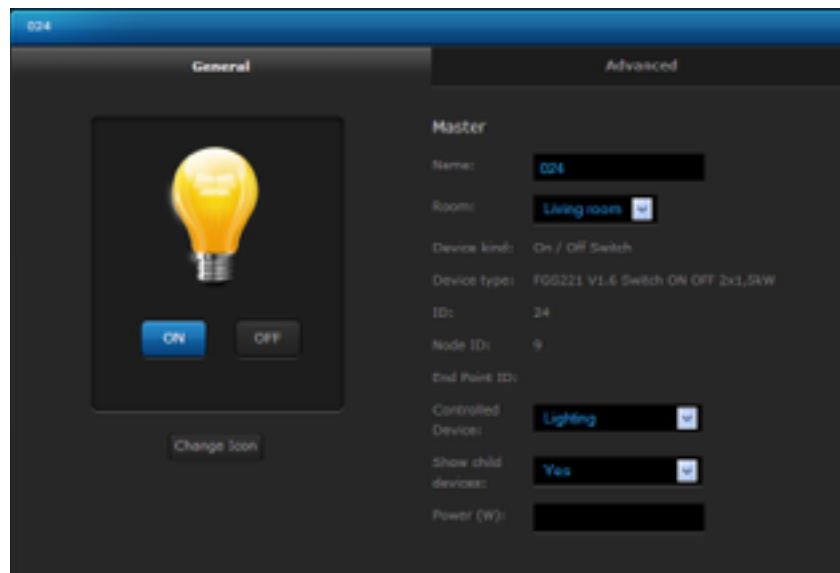 024
General
Advanced
Master
Name:
024
Room:
Living room
Device kind:
On / Off Switch
Device type:
FGS221 V1.6 Switch ON OFF 2x1,5kW
ID:
24
Node ID:
9
End Point ID:
Controlled
Device:
Lighting
Show child
devices:
Yes
Power (W):
ON
OFF
Change Icon